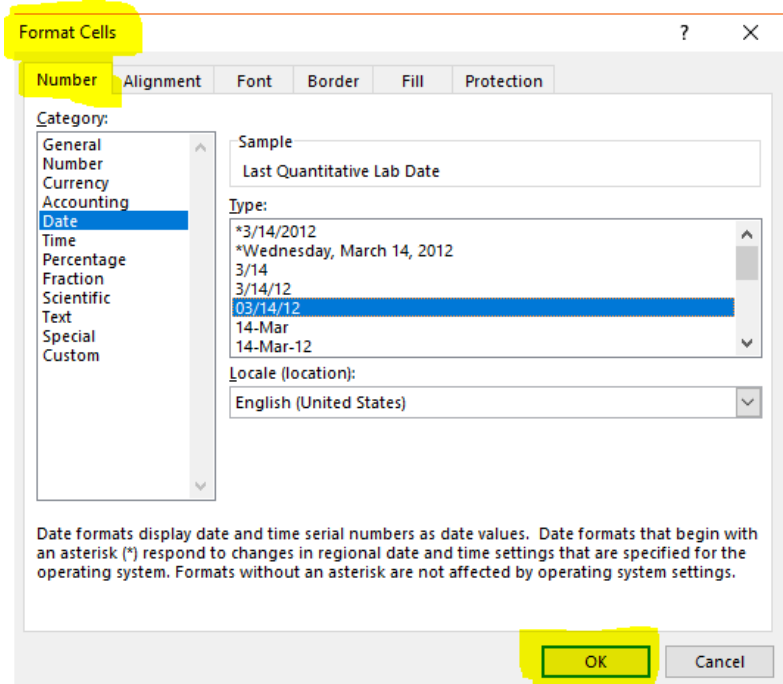 Format Cells ? ×
Number Alignment Font Border Fill Protection
Category:
General
Number
Currency
Accounting
Date
Time
Percentage
Fraction
Scientific
Text
Special
Custom
Sample
Last Quantitative Lab Date
Type:
*3/14/2012
*Wednesday, March 14, 2012
3/14
3/14/12
03/14/12
14-Mar
14-Mar-12
Locale (location):
English (United States)
Date formats display date and time serial numbers as date values. Date formats that begin with
an asterisk (*) respond to changes in regional date and time settings that are specified for the
operating system. Formats without an asterisk are not affected by operating system settings.
OK Cancel